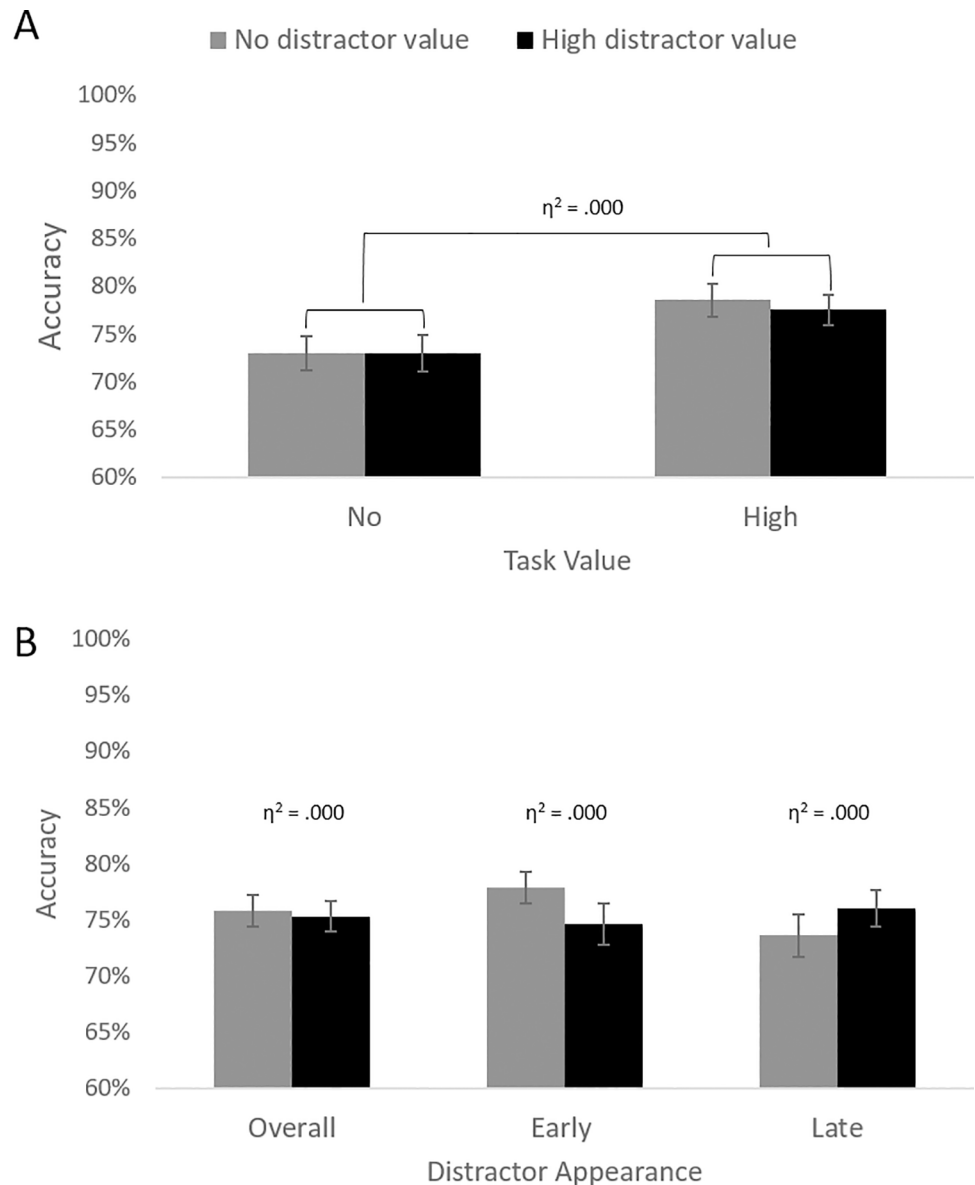 A
No distractor value High distractor value
100%
95%
90%
85%
80%
75%
70%
65%
60%
Accuracy
η² = .000
No High
Task Value
B
100%
95%
90%
85%
80%
75%
70%
65%
60%
Accuracy
η² = .000 η² = .000 η² = .000
Overall Early Late
Distractor Appearance